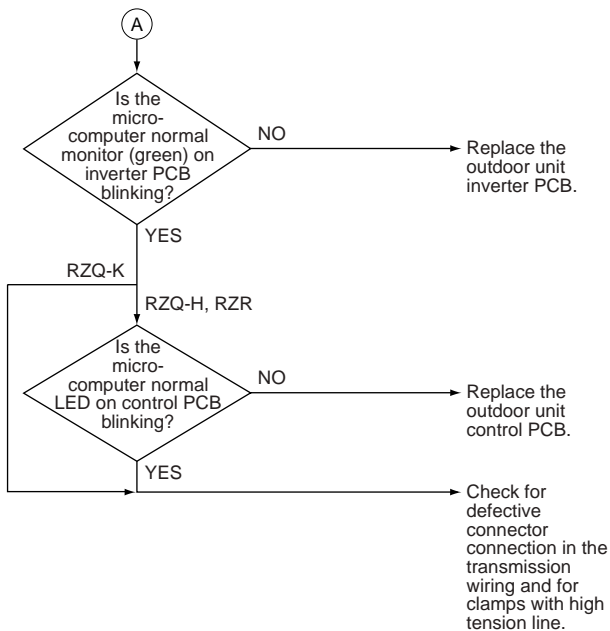 A
Is the
micro-
computer normal
monitor (green) on
inverter PCB
blinking?
NO
Replace the
outdoor unit
inverter PCB.
YES
RZQ-K
RZQ-H, RZR
Is the
micro-
computer normal
LED on control PCB
blinking?
NO
Replace the
outdoor unit
control PCB.
YES
Check for
defective
connector
connection in the
transmission
wiring and for
clamps with high
tension line.